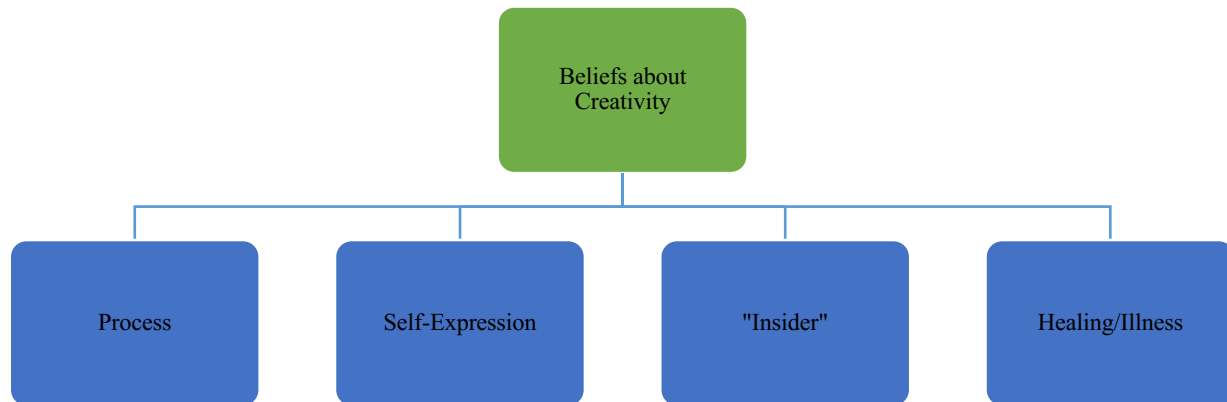 Beliefs about
Creativity
Process
Self-Expression
"Insider"
Healing/Illness